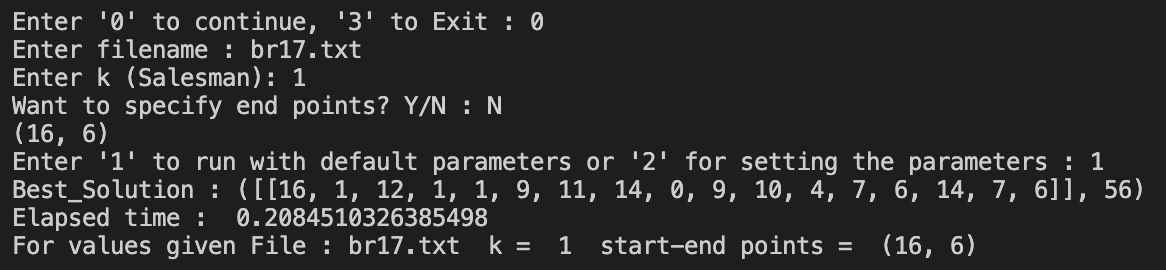 Enter '0' to continue, '3' to Exit : 0
Enter filename : br17.txt
Enter k (Salesman): 1
Want to specify end points? Y/N : N
(16, 6)
Enter '1' to run with default parameters or '2' for setting the parameters : 1
Best_Solution : ([[16, 1, 12, 1, 1, 9, 11, 14, 0, 9, 10, 4, 7, 6, 14, 7, 6]], 56)
Elapsed time :  0.2084510326385498
For values given File : br17.txt  k =  1  start-end points =  (16, 6)